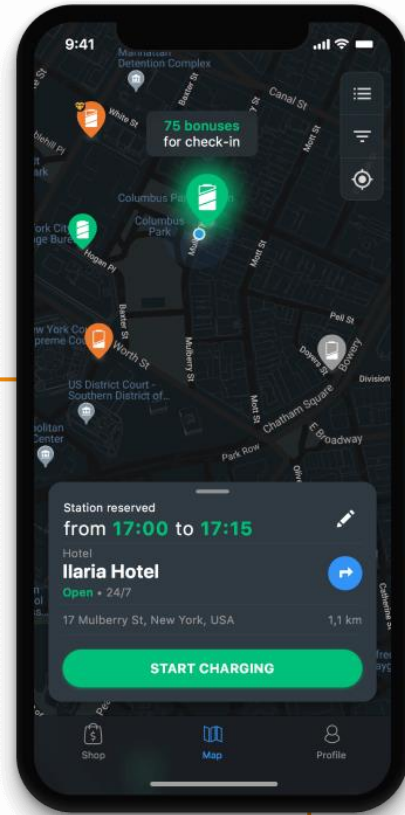 9:41
Manhattan
Detention Complex
Baxter St
Canal St
White St
Mott St
75 bonuses
for check-in
Columbus
Columbus
Park
Hogan Pl
Mott St
Baxter St
Worth St
Mulberry St
Pell St
Doyers St
Bowery
Division
US District Court -
Southern District of...
Mott St
Chatham Square
E Broadway
Park Row
Station reserved
from 17:00 to 17:15
Hotel
Ilaria Hotel
Open • 24/7
17 Mulberry St, New York, USA
1,1 km
Catherine St
START CHARGING
Shop
Map
Profile